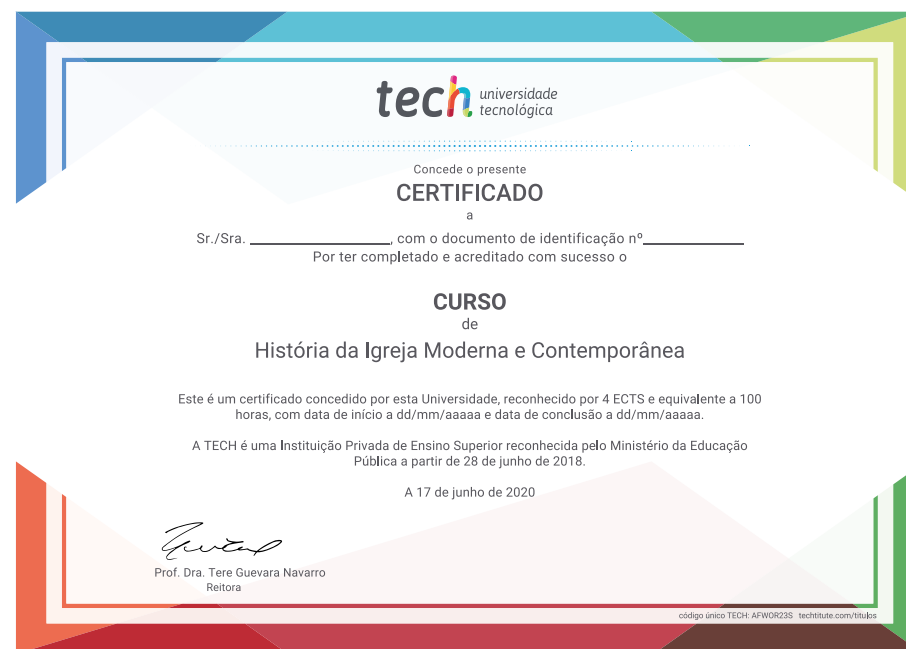 tech universidade
tecnológica
Concede o presente
CERTIFICADO
a
Sr./Sra. ____________________, com o documento de identificação nº______________
Por ter completado e acreditado com sucesso o
CURSO
de
História da Igreja Moderna e Contemporânea
Este é um certificado concedido por esta Universidade, reconhecido por 4 ECTS e equivalente a 100
horas, com data de início a dd/mm/aaaaa e data de conclusão a dd/mm/aaaaa.
A TECH é uma Instituição Privada de Ensino Superior reconhecida pelo Ministério da Educação
Pública a partir de 28 de junho de 2018.
A 17 de junho de 2020
Prof. Dra. Tere Guevara Navarro
Reitora
código único TECH: AFWOR23S techtitute.com/titulos